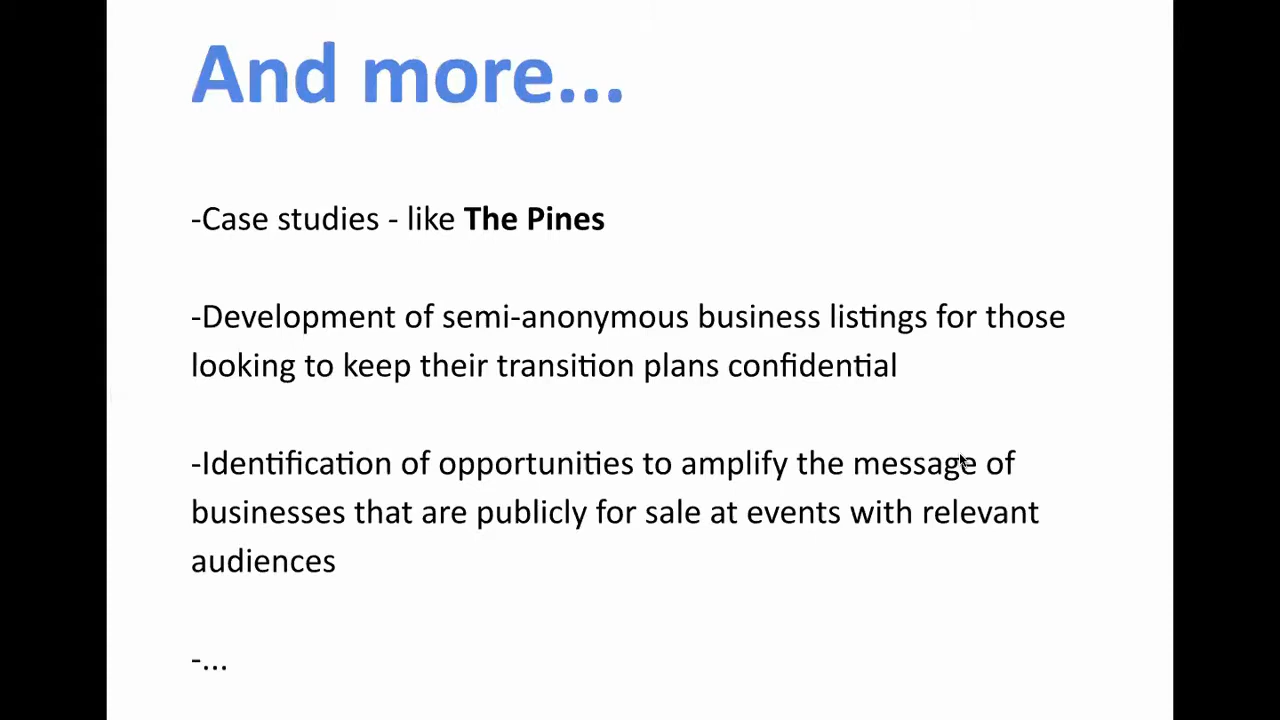 And more...
-Case studies - like The Pines
-Development of semi-anonymous business listings for those
looking to keep their transition plans confidential
-Identification of opportunities to amplify the message of
businesses that are publicly for sale at events with relevant
audiences
-...